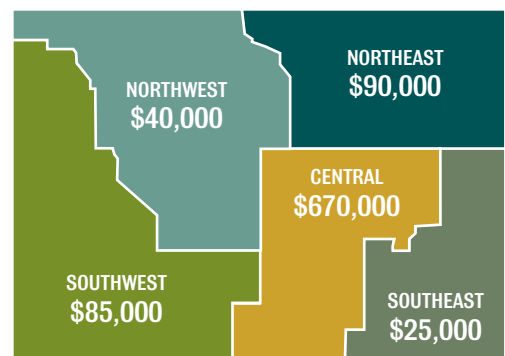 NORTHWEST
$40,000
NORTHEAST
$90,000
CENTRAL
$670,000
SOUTHWEST
$85,000
SOUTHEAST
$25,000